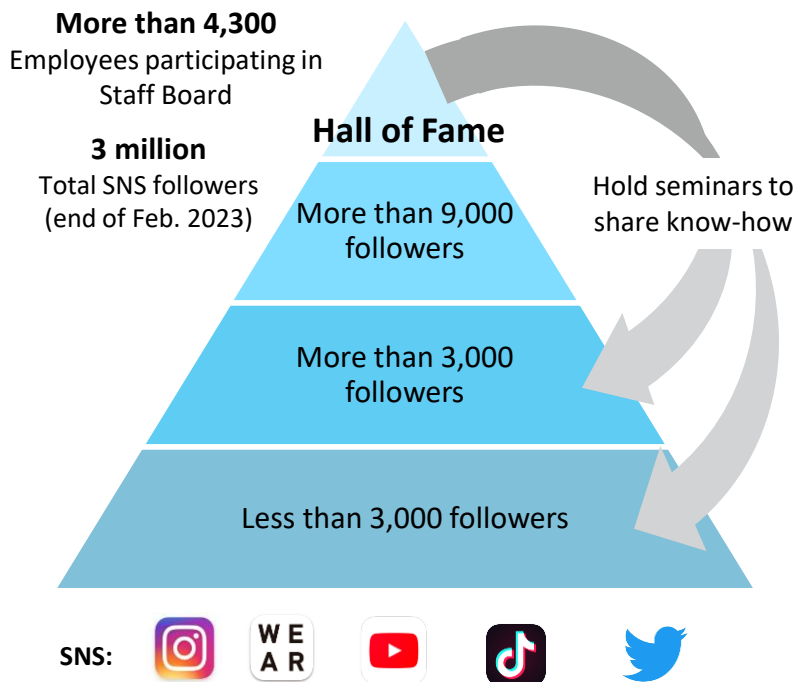 More than 4,300
Employees participating in
Staff Board
3 million
Total SNS followers
(end of Feb. 2023)
Hall of Fame
More than 9,000
followers
More than 3,000
followers
Less than 3,000 followers
Hold seminars to
share know-how
SNS:
WE
AR